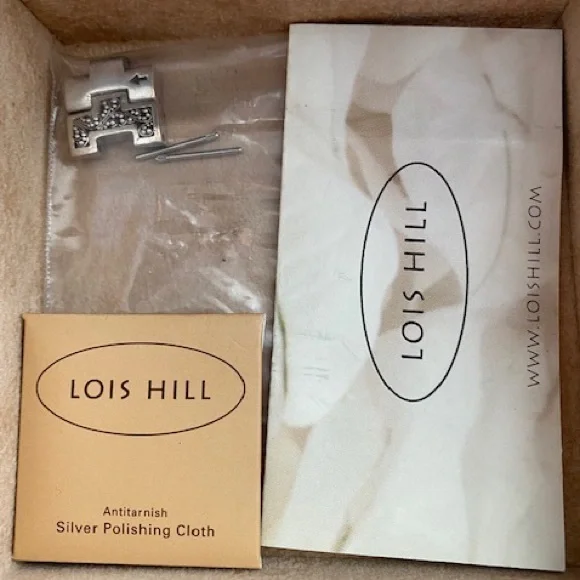 LOIS HILL
WWW.LOISHILL.COM
LOIS HILL
Antitarnish
Silver Polishing Cloth